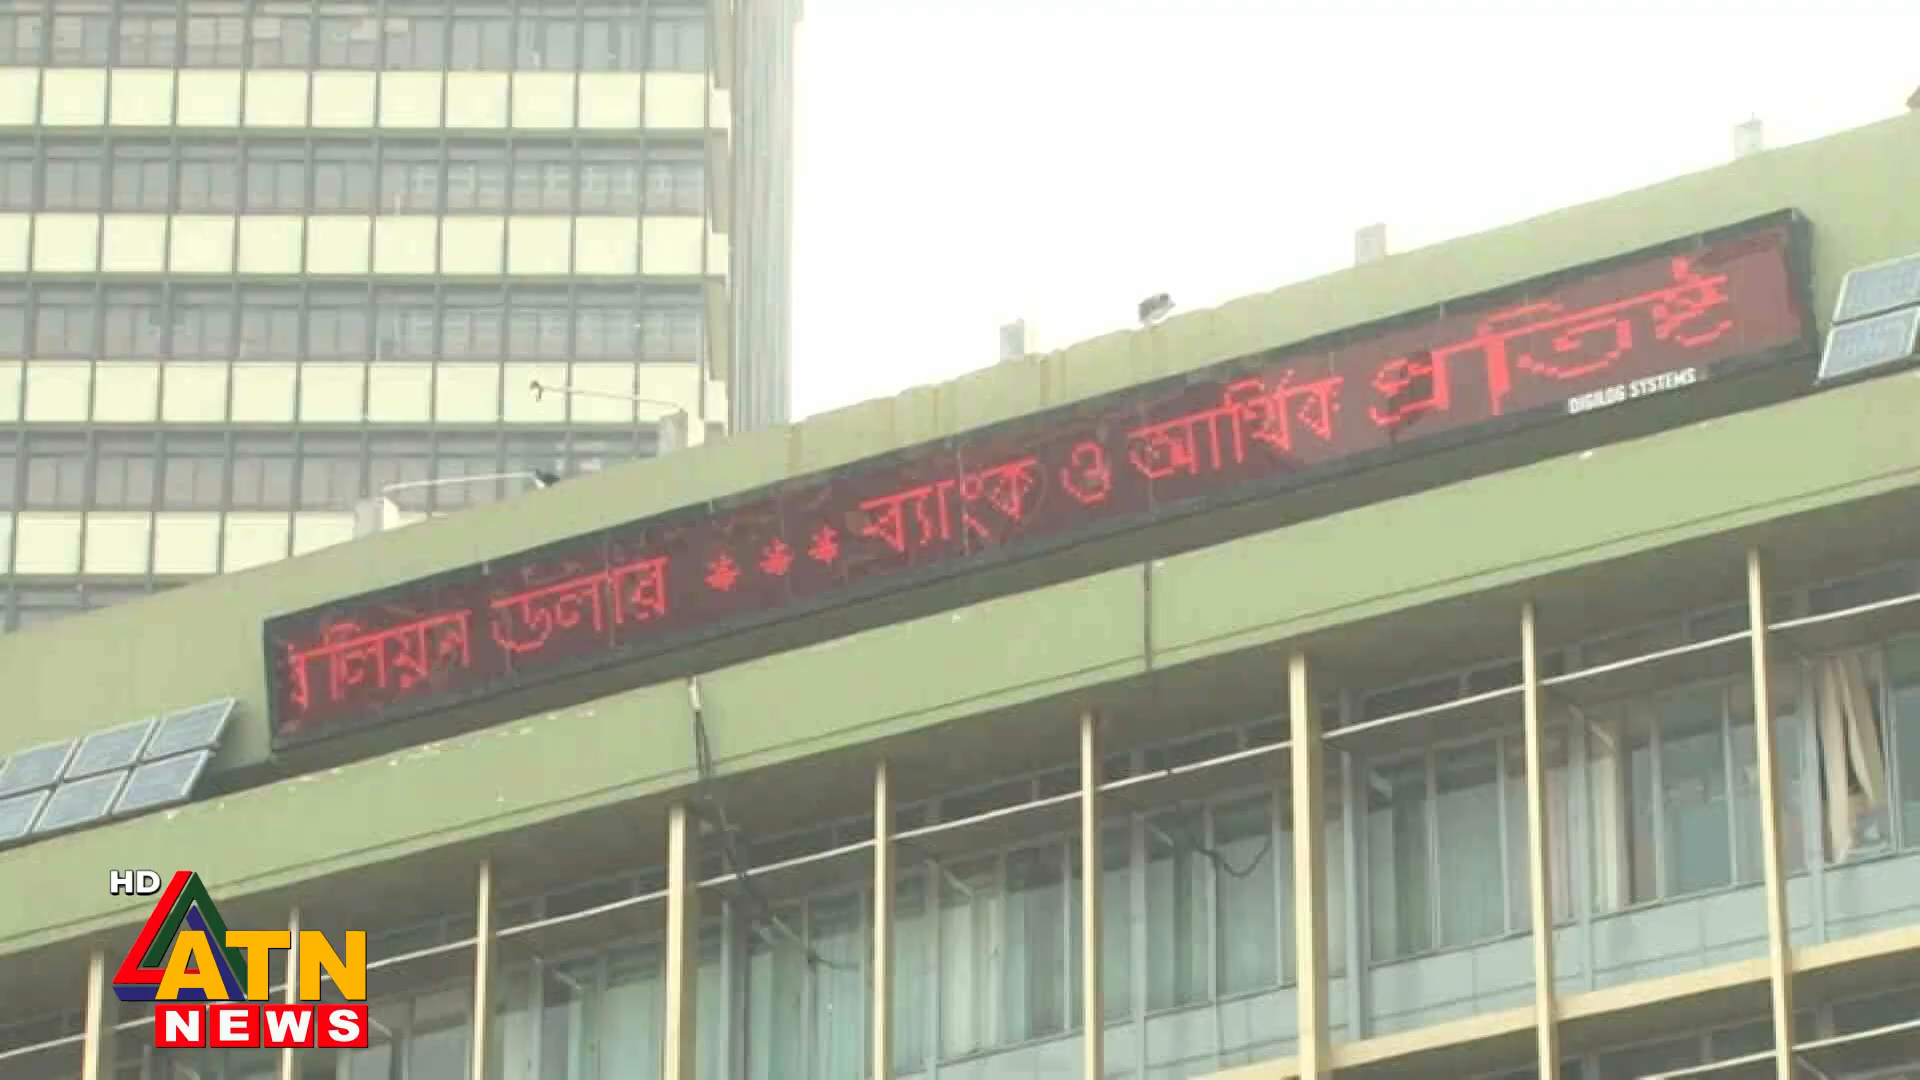 লিয়ন ডলার *** ব্যাংক ও আর্থিক প্রতিষ্ঠ
DIGILOG SYSTEMS
HD
ATN
NEWS